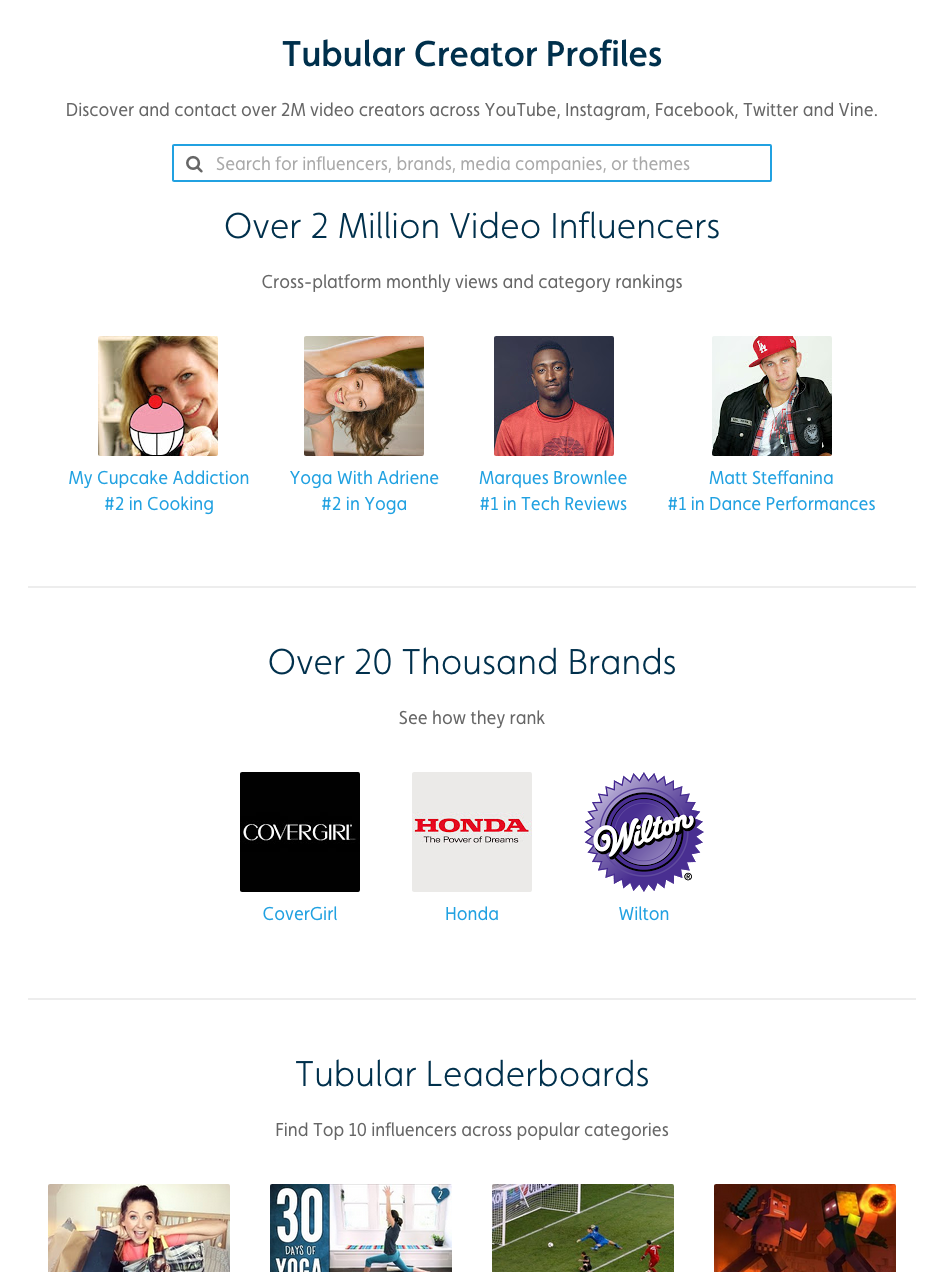 Tubular Creator Profiles
Discover and contact over 2M video creators across YouTube, Instagram, Facebook, Twitter and Vine.
Search for influencers, brands, media companies, or themes
Over 2 Million Video Influencers
Cross-platform monthly views and category rankings
LA
My Cupcake Addiction
#2 in Cooking
Yoga With Adriene
#2 in Yoga
Marques Brownlee
#1 in Tech Reviews
Matt Steffanina
#1 in Dance Performances
Over 20 Thousand Brands
See how they rank
COVERGIRL
HONDA
The Power of Dreams
Wilton
®
CoverGirl
Honda
Wilton
Tubular Leaderboards
Find Top 10 influencers across popular categories
30
DAYS OF
YOGA
2